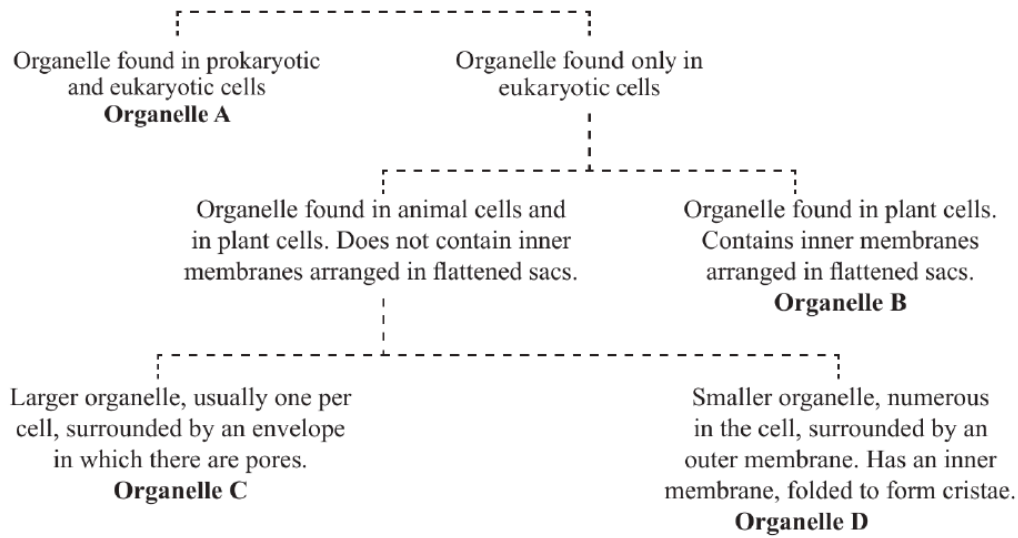 Organelle found in prokaryotic
and eukaryotic cells
Organelle A
Organelle found only in
eukaryotic cells
Organelle found in animal cells and
in plant cells. Does not contain inner
membranes arranged in flattened sacs.
Organelle found in plant cells.
Contains inner membranes
arranged in flattened sacs.
Organelle B
Larger organelle, usually one per
cell, surrounded by an envelope
in which there are pores.
Organelle C
Smaller organelle, numerous
in the cell, surrounded by an
outer membrane. Has an inner
membrane, folded to form cristae.
Organelle D